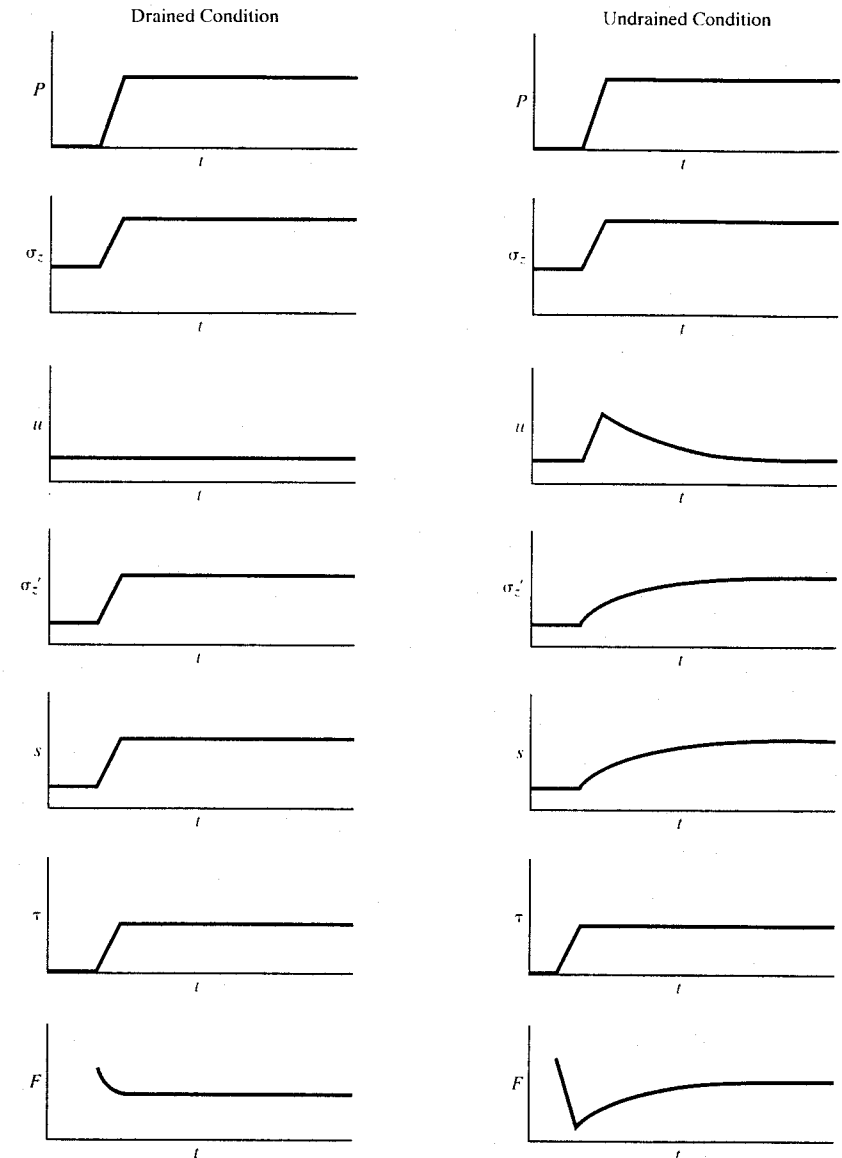 Drained Condition
Undrained Condition
P
t
P
t
σz
t
σz
t
u
t
u
t
σz′
t
σz′
t
s
t
s
t
τ
t
τ
t
F
t
F
t